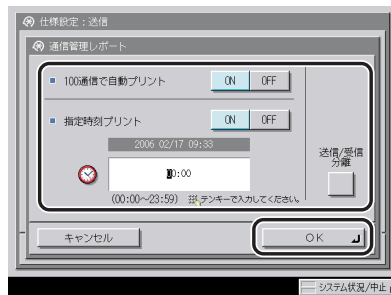 仕様設定：送信
通信管理レポート
100通信で自動プリント ON OFF
指定時刻プリント ON OFF
2006 02/17 09:33
00:00
(00:00～23:59) テンキーで入力してください。
送信/受信
分離
キャンセル OK
システム状況/中止